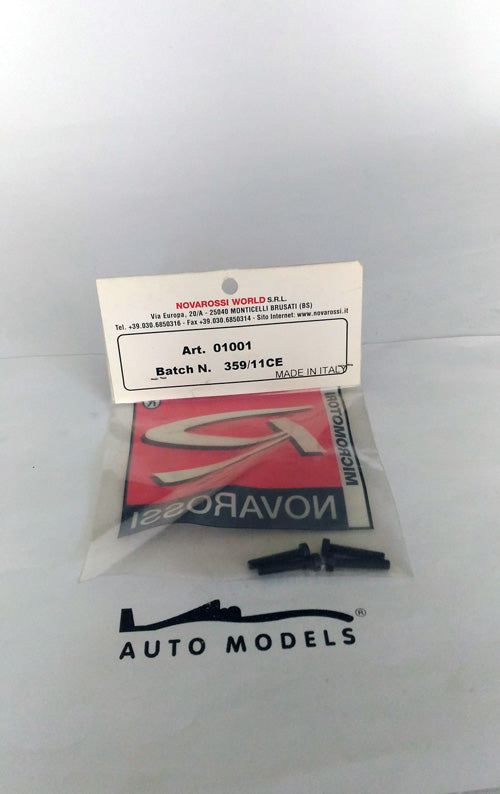 NOVAROSSI WORLD S.R.L.
Via Europa, 20/A - 25040 MONTICELLI BRUSATI (BS)
Tel. +39.030.6850316 - Fax +39.030.6850314 - Sito Internet: www.novarossi.it
Art. 01001
Batch N. 359/11CE
MADE IN ITALY
®
MICROMOTORI
NOVAROSSI
®
AUTO MODELS